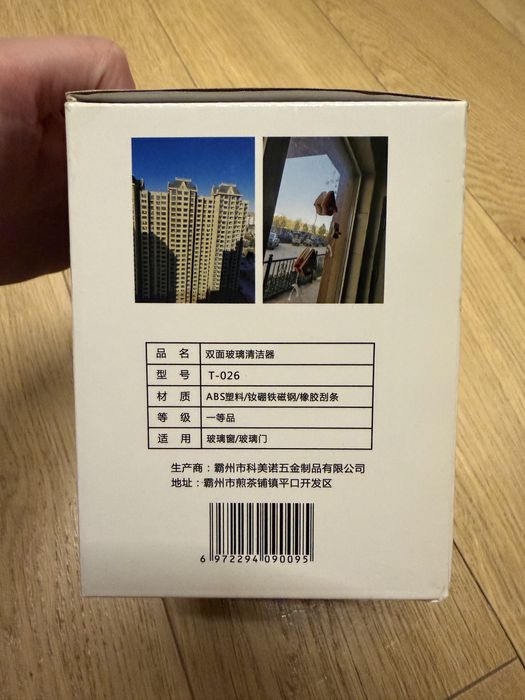 品 名 双面玻璃清洁器
型 号 T-026
材 质 ABS塑料/钕硼铁磁钢/橡胶刮条
等 级 一等品
适 用 玻璃窗/玻璃门
生产商：霸州市科美诺五金制品有限公司
地址：霸州市煎茶铺镇平口开发区
6 972294 090095